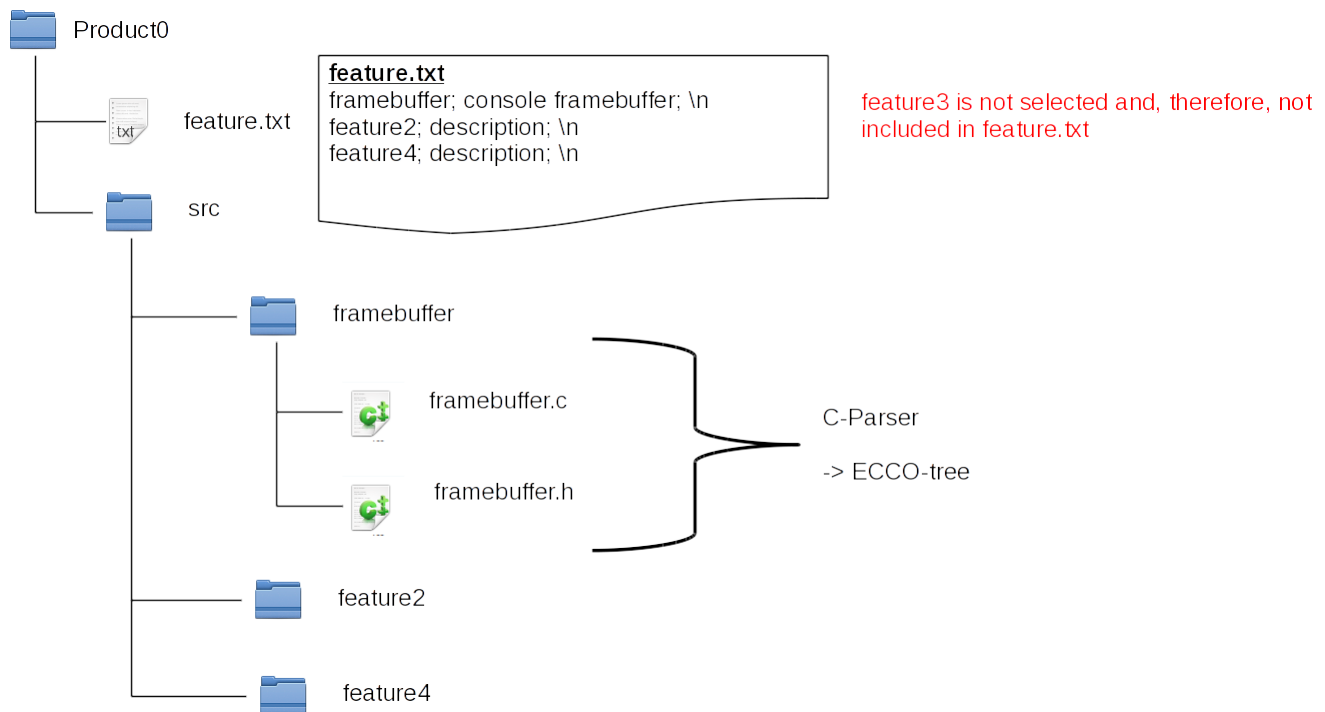 Product0
feature.txt
framebuffer; console framebuffer; \n
feature2; description; \n
feature4; description; \n
feature3 is not selected and, therefore, not
included in feature.txt
txt
feature.txt
src
framebuffer
framebuffer.c
C-Parser
-> ECCO-tree
framebuffer.h
feature2
feature4